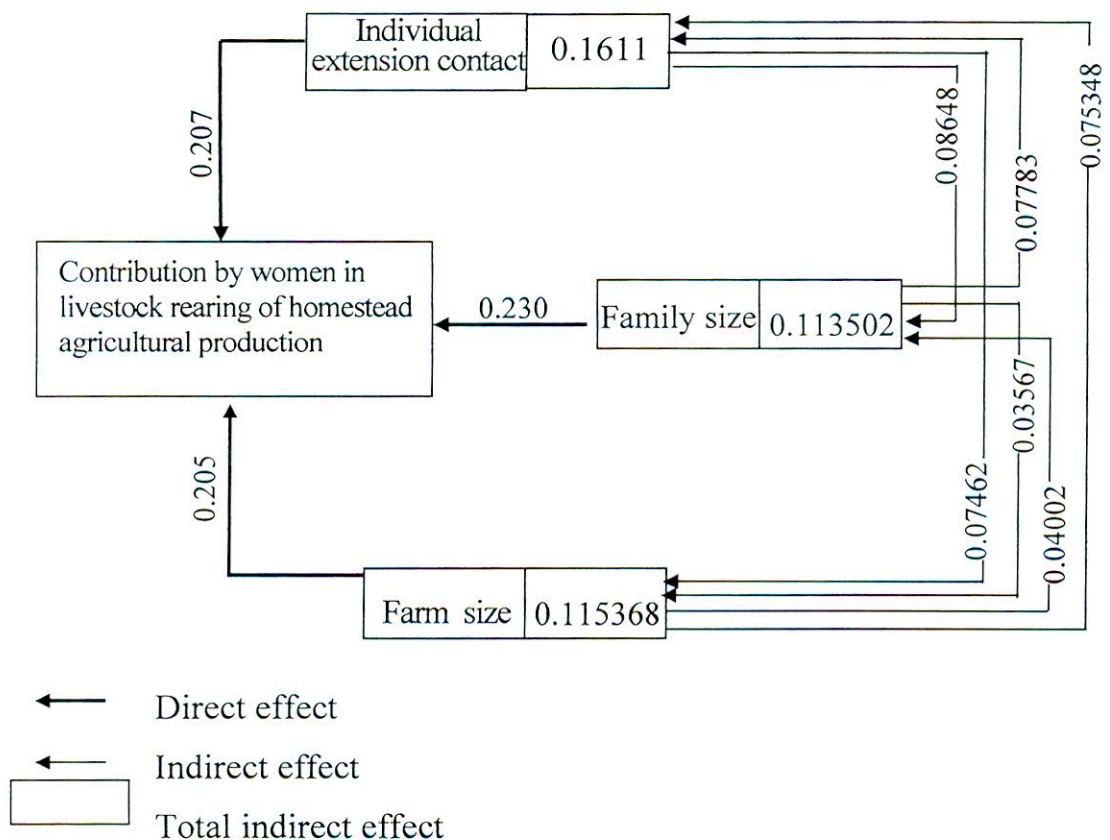 Individual
extension contact
0.1611
0.207
0.08648
0.07783
0.075348
Contribution by women in
livestock rearing of homestead
agricultural production
0.230
Family size
0.113502
0.03567
0.205
0.07462
0.04002
Farm size
0.115368
Direct effect
Indirect effect
Total indirect effect